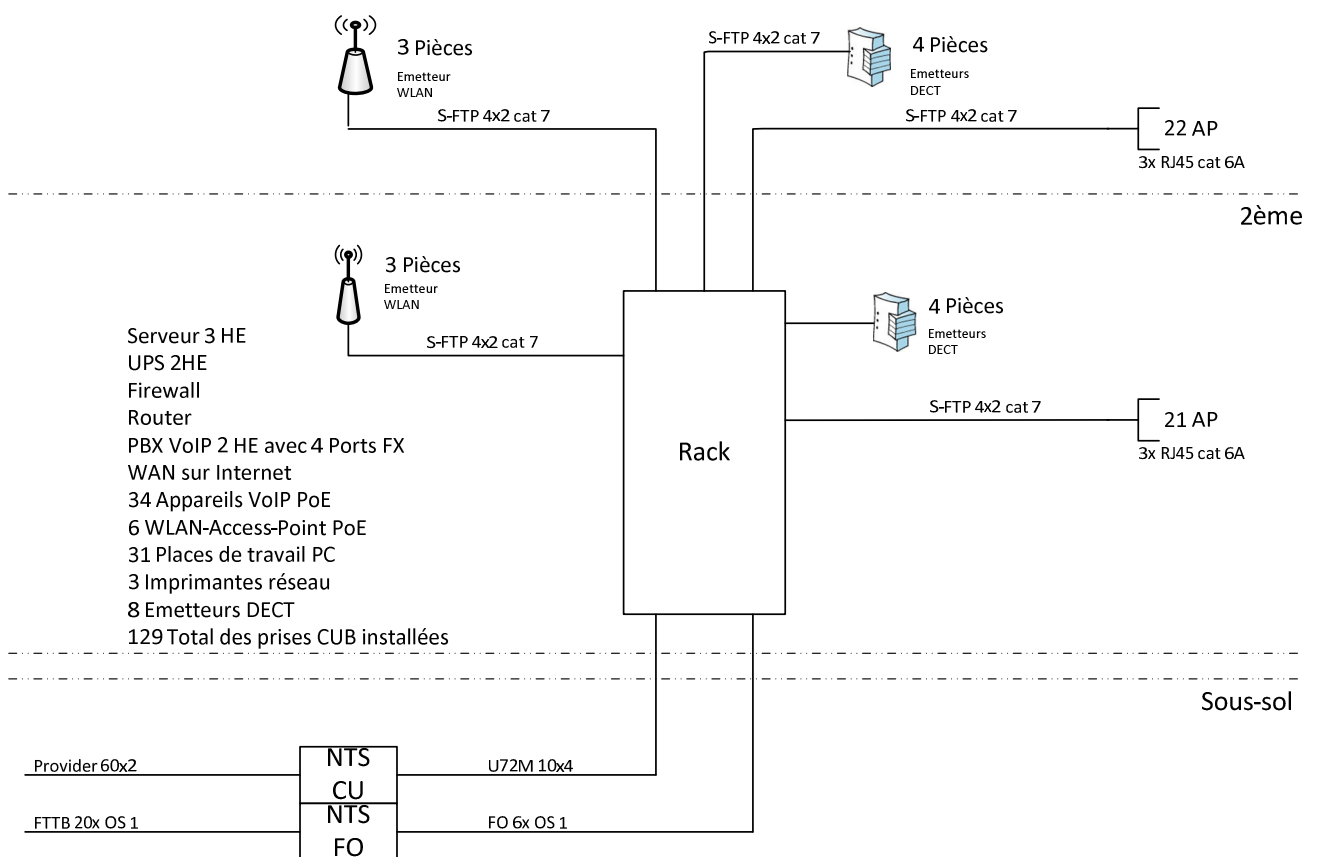 3 Pièces
Emetteur
WLAN
S-FTP 4x2 cat 7
S-FTP 4x2 cat 7
4 Pièces
Emetteurs
DECT
S-FTP 4x2 cat 7
22 AP
3x RJ45 cat 6A
2ème
3 Pièces
Emetteur
WLAN
S-FTP 4x2 cat 7
4 Pièces
Emetteurs
DECT
S-FTP 4x2 cat 7
21 AP
3x RJ45 cat 6A
Rack
Serveur 3 HE
UPS 2HE
Firewall
Router
PBX VoIP 2 HE avec 4 Ports FX
WAN sur Internet
34 Appareils VoIP PoE
6 WLAN-Access-Point PoE
31 Places de travail PC
3 Imprimantes réseau
8 Emetteurs DECT
129 Total des prises CUB installées
Sous-sol
Provider 60x2
NTS
CU
U72M 10x4
FTTB 20x OS 1
NTS
FO
FO 6x OS 1